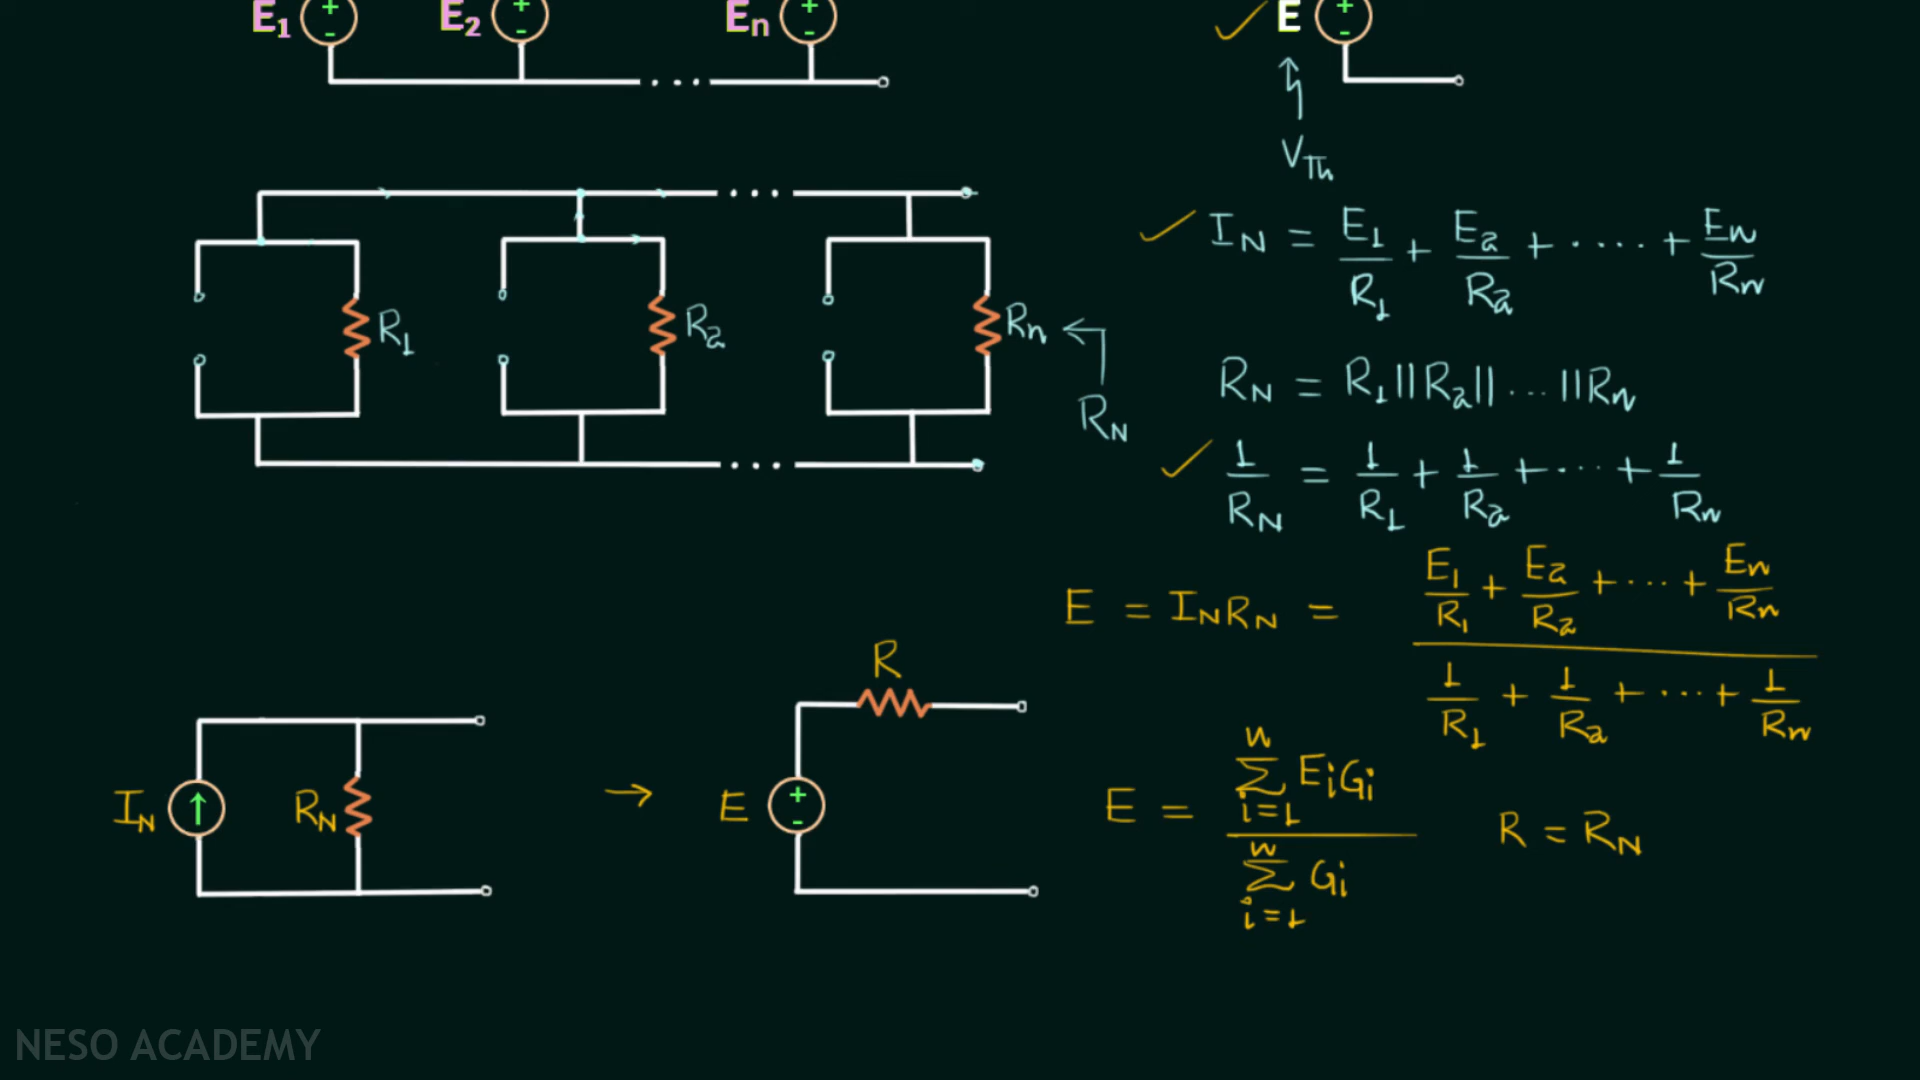 E1 + - E2 + - En + - E + -
. . . .
VTh
. . . .
IN = E1/R1 + E2/R2 + ..... + En/Rn
R1 R2 Rn
RN
RN = R1||R2||...||Rn
1/RN = 1/R1 + 1/R2 + ... + 1/Rn
. . . .
E = INRN = (E1/R1 + E2/R2 + ... + En/Rn) / (1/R1 + 1/R2 + ... + 1/Rn)
IN ↑ RN → E + - R
E = Σ(i=1 to n) EiGi / Σ(i=1 to n) Gi R = RN
NESO ACADEMY